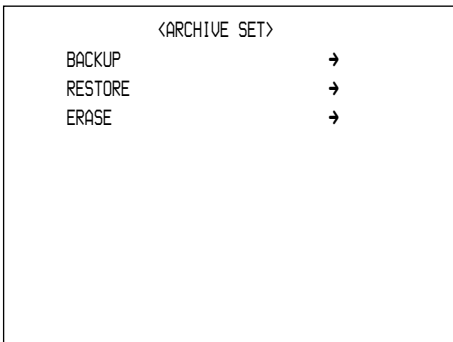 <ARCHIVE SET>
BACKUP →
RESTORE →
ERASE →